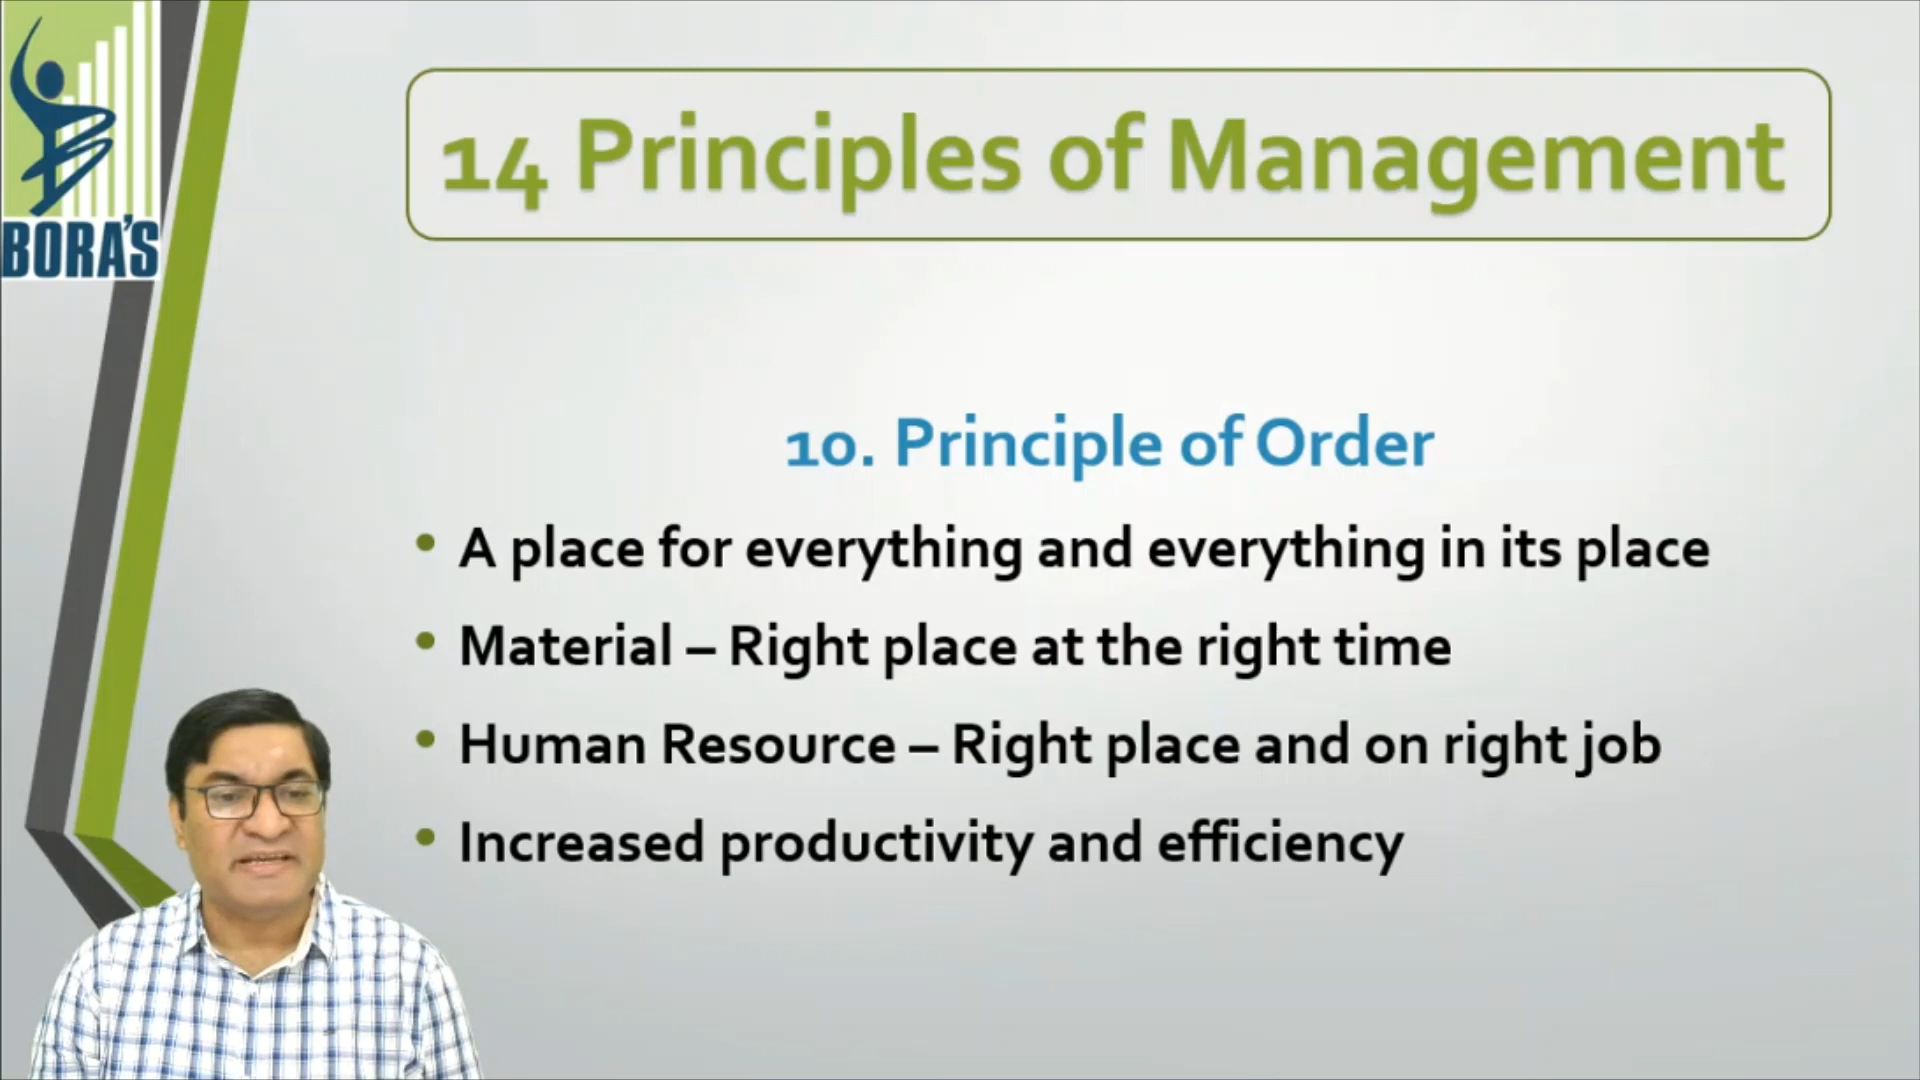 BORA'S
14 Principles of Management
10. Principle of Order
• A place for everything and everything in its place
• Material – Right place at the right time
• Human Resource – Right place and on right job
• Increased productivity and efficiency